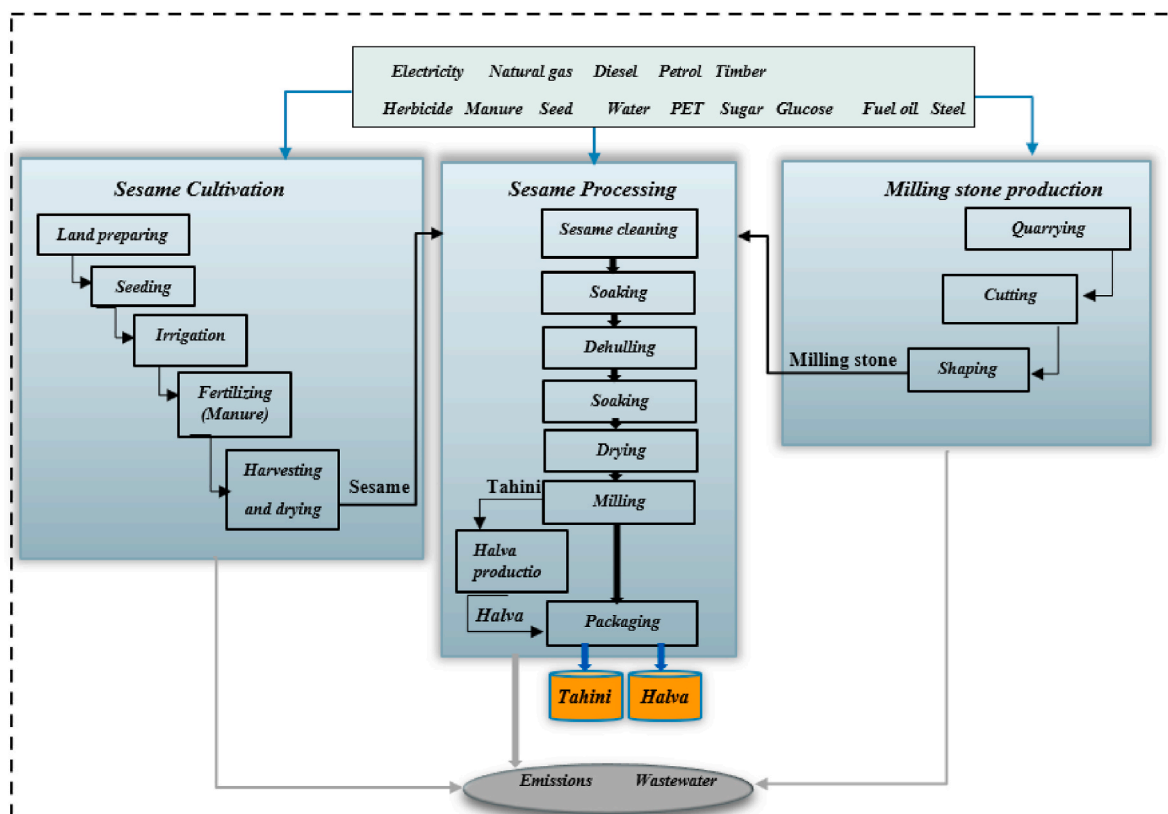 Electricity Natural gas Diesel Petrol Timber
Herbicide Manure Seed Water PET Sugar Glucose Fuel oil Steel
Sesame Cultivation
Land preparing
Seeding
Irrigation
Fertilizing
(Manure)
Harvesting
and drying
Sesame
Sesame Processing
Sesame cleaning
Soaking
Dehulling
Soaking
Drying
Milling
Tahini
Halva
productio
Halva
Packaging
Tahini
Halva
Milling stone production
Quarrying
Cutting
Shaping
Milling stone
Emissions Wastewater